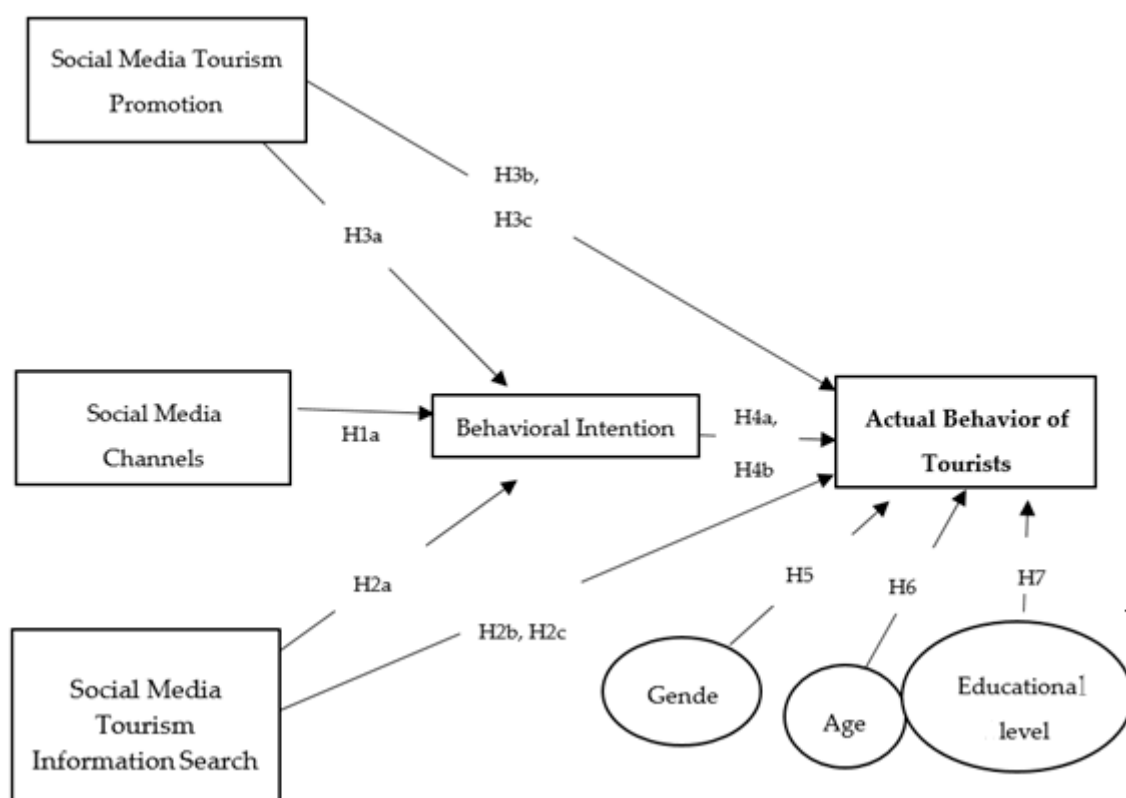 Social Media Tourism
Promotion
H3b,
H3c
H3a
Social Media
Channels
H1a
Behavioral Intention
H4a,
H4b
Actual Behavior of
Tourists
H2a
H2b, H2c
Social Media
Tourism
Information Search
H5
H6
H7
Gende
Age
Educational
level